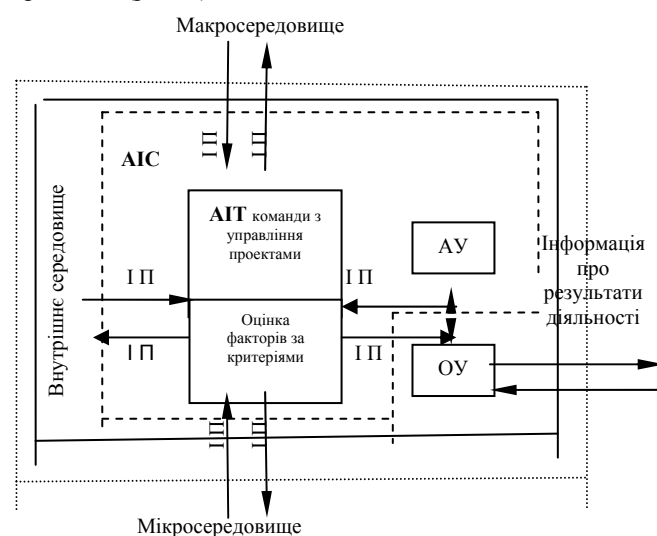 Макросередовище
І П
І П
АІС
АІТ команди з
управління
проектами
АУ
Інформація
про
результати
діяльності
Внутрішнє середовище
І П
І П
Оцінка
факторів за
критеріями
І П
І П
ОУ
І П
І П
Мікросередовище